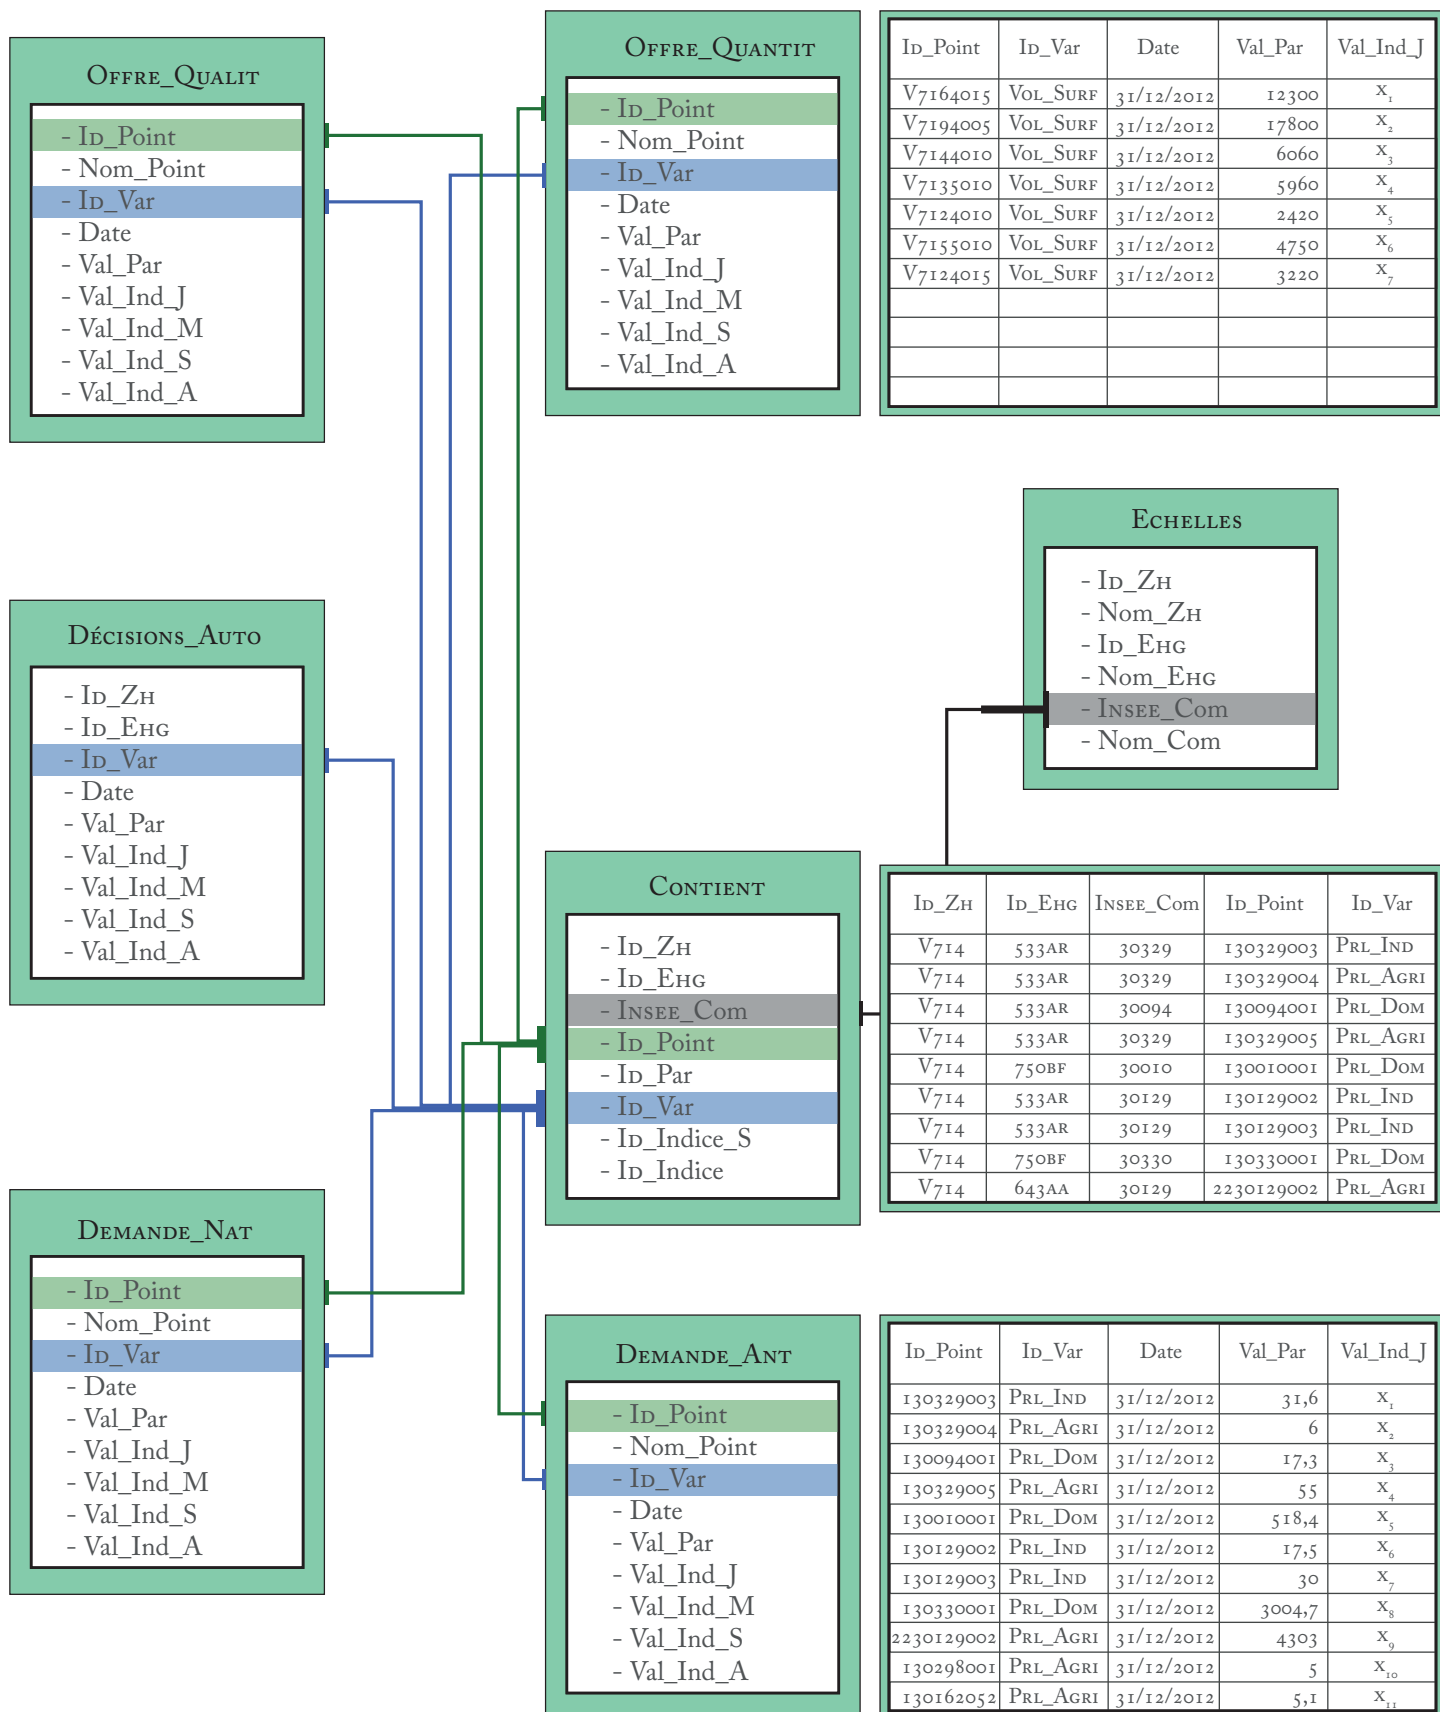 OFFRE_QUALIT
- ID_Point
- Nom_Point
- ID_Var
- Date
- Val_Par
- Val_Ind_J
- Val_Ind_M
- Val_Ind_S
- Val_Ind_A
OFFRE_QUANTIT
- ID_Point
- Nom_Point
- ID_Var
- Date
- Val_Par
- Val_Ind_J
- Val_Ind_M
- Val_Ind_S
- Val_Ind_A
ID_Point ID_Var Date Val_Par Val_Ind_J
V7164015 VOL_SURF 31/12/2012 12300 x1
V7194005 VOL_SURF 31/12/2012 17800 x2
V7144010 VOL_SURF 31/12/2012 6060 x3
V7135010 VOL_SURF 31/12/2012 5960 x4
V7124010 VOL_SURF 31/12/2012 2420 x5
V7155010 VOL_SURF 31/12/2012 4750 x6
V7124015 VOL_SURF 31/12/2012 3220 x7
ECHELLES
- ID_ZH
- Nom_ZH
- ID_EHG
- Nom_EHG
- INSEE_Com
- Nom_Com
DÉCISIONS_AUTO
- ID_ZH
- ID_EHG
- ID_Var
- Date
- Val_Par
- Val_Ind_J
- Val_Ind_M
- Val_Ind_S
- Val_Ind_A
CONTIENT
- ID_ZH
- ID_EHG
- INSEE_Com
- ID_Point
- ID_Par
- ID_Var
- ID_Indice_S
- ID_Indice
ID_ZH ID_EHG INSEE_Com ID_Point ID_Var
V714 533AR 30329 130329003 PRL_IND
V714 533AR 30329 130329004 PRL_AGRI
V714 533AR 30094 130094001 PRL_DOM
V714 533AR 30329 130329005 PRL_AGRI
V714 750BF 30010 130010001 PRL_DOM
V714 533AR 30129 130129002 PRL_IND
V714 533AR 30129 130129003 PRL_IND
V714 750BF 30330 130330001 PRL_DOM
V714 643AA 30129 2230129002 PRL_AGRI
DEMANDE_NAT
- ID_Point
- Nom_Point
- ID_Var
- Date
- Val_Par
- Val_Ind_J
- Val_Ind_M
- Val_Ind_S
- Val_Ind_A
DEMANDE_ANT
- ID_Point
- Nom_Point
- ID_Var
- Date
- Val_Par
- Val_Ind_J
- Val_Ind_M
- Val_Ind_S
- Val_Ind_A
ID_Point ID_Var Date Val_Par Val_Ind_J
130329003 PRL_IND 31/12/2012 31,6 x1
130329004 PRL_AGRI 31/12/2012 6 x2
130094001 PRL_DOM 31/12/2012 17,3 x3
130329005 PRL_AGRI 31/12/2012 55 x4
130010001 PRL_DOM 31/12/2012 518,4 x5
130129002 PRL_IND 31/12/2012 17,5 x6
130129003 PRL_IND 31/12/2012 30 x7
130330001 PRL_DOM 31/12/2012 3004,7 x8
2230129002 PRL_AGRI 31/12/2012 4303 x9
130298001 PRL_AGRI 31/12/2012 5 x10
130162052 PRL_AGRI 31/12/2012 5,1 x11